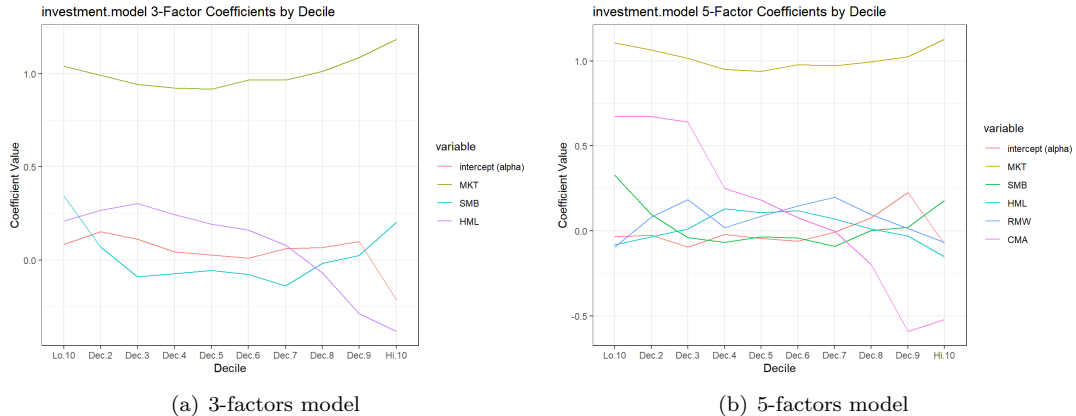 investment.model 3-Factor Coefficients by Decile
1.0
0.5
0.0
Coefficient Value
Lo.10 Dec.2 Dec.3 Dec.4 Dec.5 Dec.6 Dec.7 Dec.8 Dec.9 Hi.10
Decile
variable
intercept (alpha)
MKT
SMB
HML
(a) 3-factors model
investment.model 5-Factor Coefficients by Decile
1.0
0.5
0.0
-0.5
Coefficient Value
Lo.10 Dec.2 Dec.3 Dec.4 Dec.5 Dec.6 Dec.7 Dec.8 Dec.9 Hi.10
Decile
variable
intercept (alpha)
MKT
SMB
HML
RMW
CMA
(b) 5-factors model